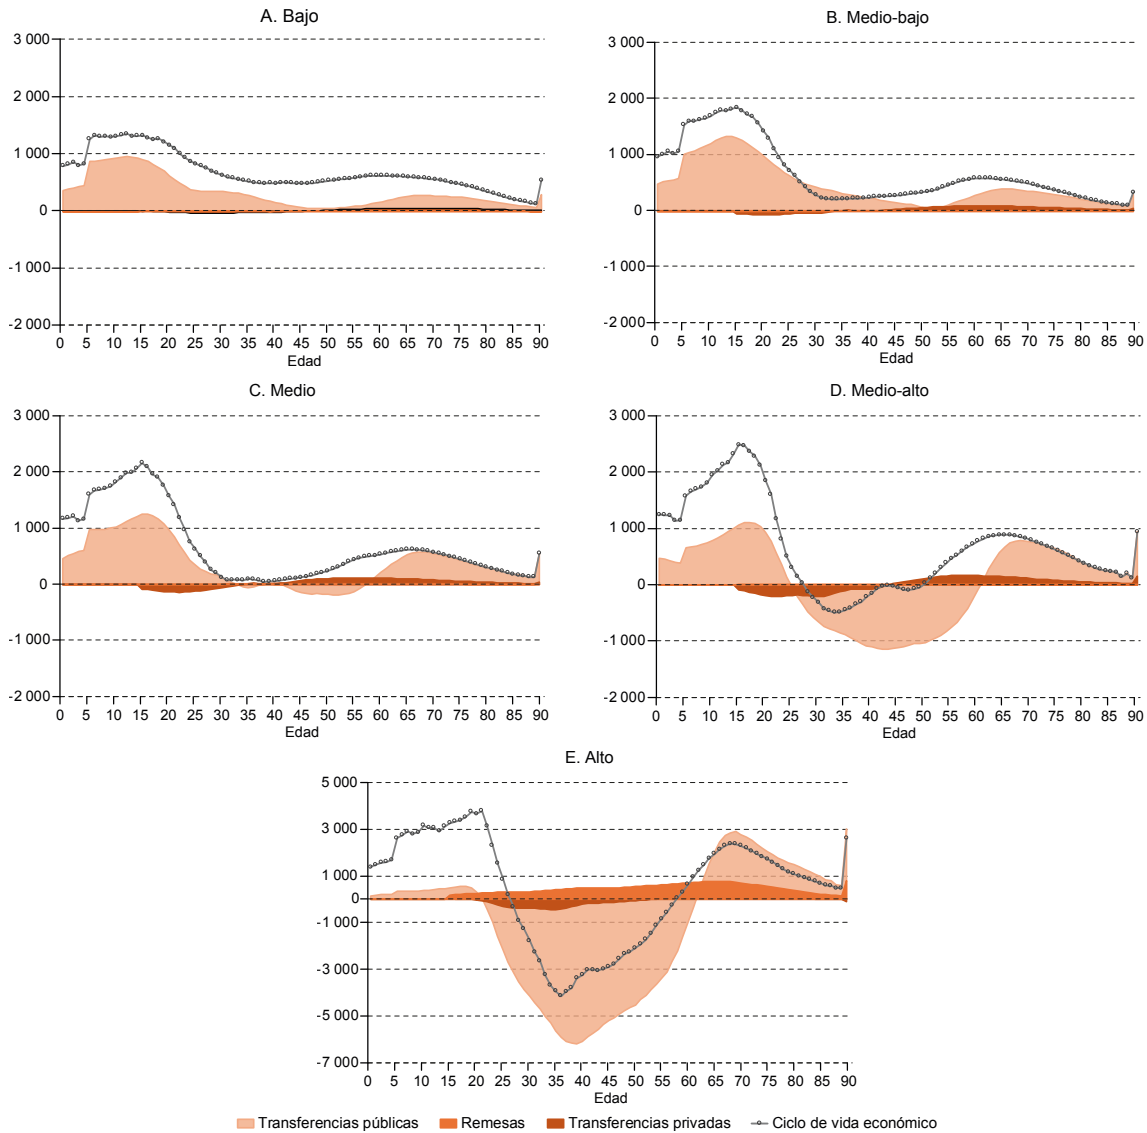 A. Bajo
3 000
2 000
1 000
0
-1 000
-2 000
0 5 10 15 20 25 30 35 40 45 50 55 60 65 70 75 80 85 90
Edad
B. Medio-bajo
3 000
2 000
1 000
0
-1 000
-2 000
0 5 10 15 20 25 30 35 40 45 50 55 60 65 70 75 80 85 90
Edad
C. Medio
3 000
2 000
1 000
0
-1 000
-2 000
0 5 10 15 20 25 30 35 40 45 50 55 60 65 70 75 80 85 90
Edad
D. Medio-alto
3 000
2 000
1 000
0
-1 000
-2 000
0 5 10 15 20 25 30 35 40 45 50 55 60 65 70 75 80 85 90
Edad
E. Alto
5 000
3 000
1 000
0
-1 000
-3 000
-5 000
-7 000
0 5 10 15 20 25 30 35 40 45 50 55 60 65 70 75 80 85 90
Edad
Transferencias públicas Remesas Transferencias privadas Ciclo de vida económico